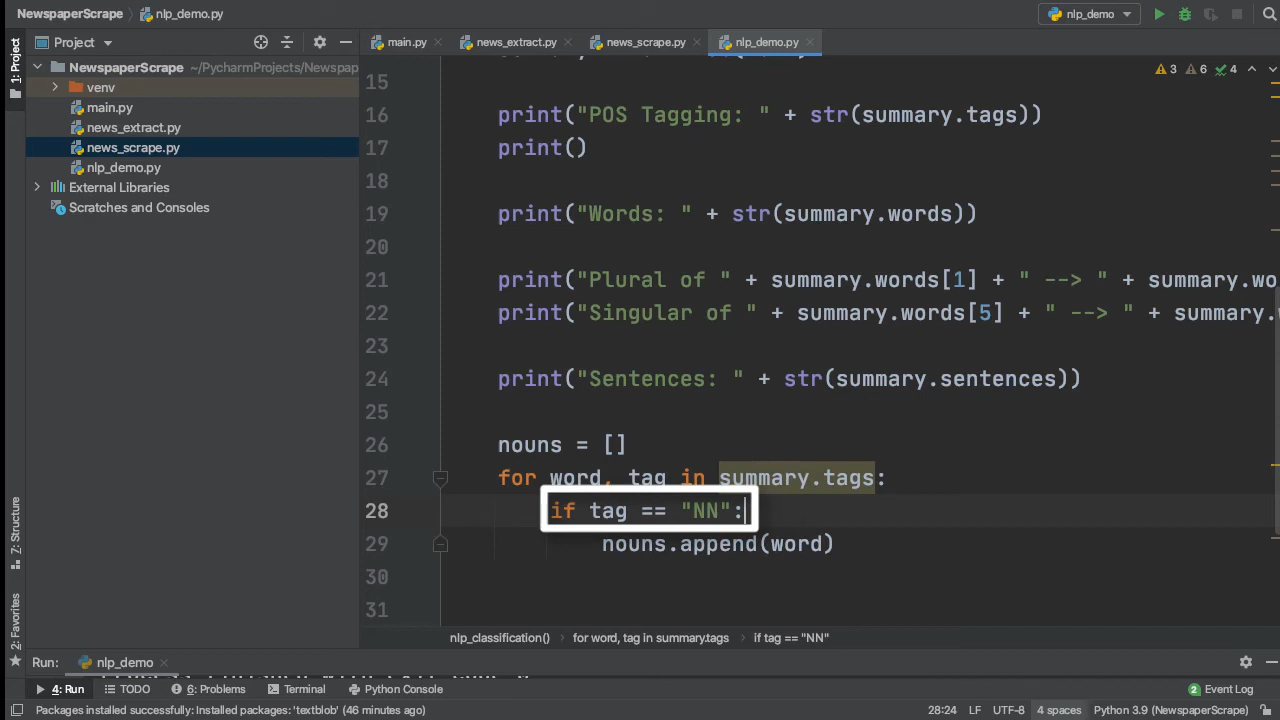 NewspaperScrape
nlp_demo.py
nlp_demo
Project
main.py
news_extract.py
news_scrape.py
nlp_demo.py
1: Project
NewspaperScrape ~/PycharmProjects/Newspap
venv
main.py
news_extract.py
news_scrape.py
nlp_demo.py
External Libraries
Scratches and Consoles
3 6 4
15
16 print("POS Tagging: " + str(summary.tags))
17 print()
18
19 print("Words: " + str(summary.words))
20
21 print("Plural of " + summary.words[1] + " --> " + summary.wo
22 print("Singular of " + summary.words[5] + " --> " + summary.w
23
24 print("Sentences: " + str(summary.sentences))
25
26 nouns = []
27 for word, tag in summary.tags:
28 if tag == "NN":
29 nouns.append(word)
30
31
7: Structure
2: Favorites
nlp_classification() for word, tag in summary.tags if tag == "NN"
Run: nlp_demo
4: Run TODO 6: Problems Terminal Python Console 2 Event Log
Packages installed successfully: Installed packages: 'textblob' (46 minutes ago) 28:24 LF UTF-8 4 spaces Python 3.9 (NewspaperScrape)